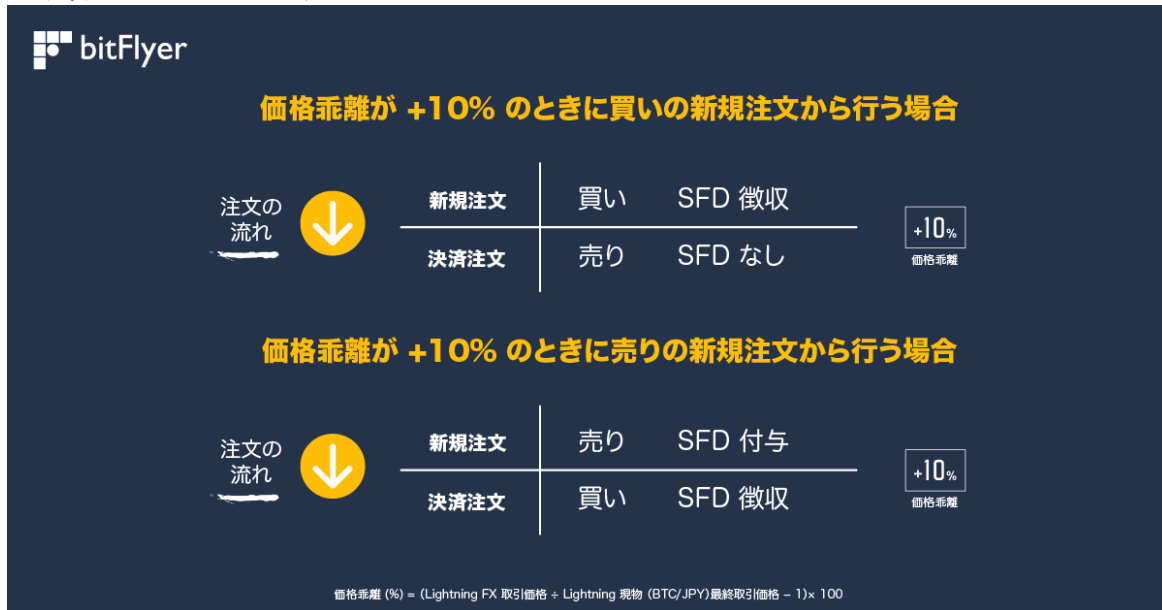 bitFlyer
価格乖離が +10% のときに買いの新規注文から行う場合
注文の
流れ
新規注文 買い SFD 徴収
決済注文 売り SFD なし
+10%
価格乖離
価格乖離が +10% のときに売りの新規注文から行う場合
注文の
流れ
新規注文 売り SFD 付与
決済注文 買い SFD 徴収
+10%
価格乖離
価格乖離 (%) = (Lightning FX 取引価格 ÷ Lightning 現物 (BTC/JPY)最終取引価格 – 1)× 100